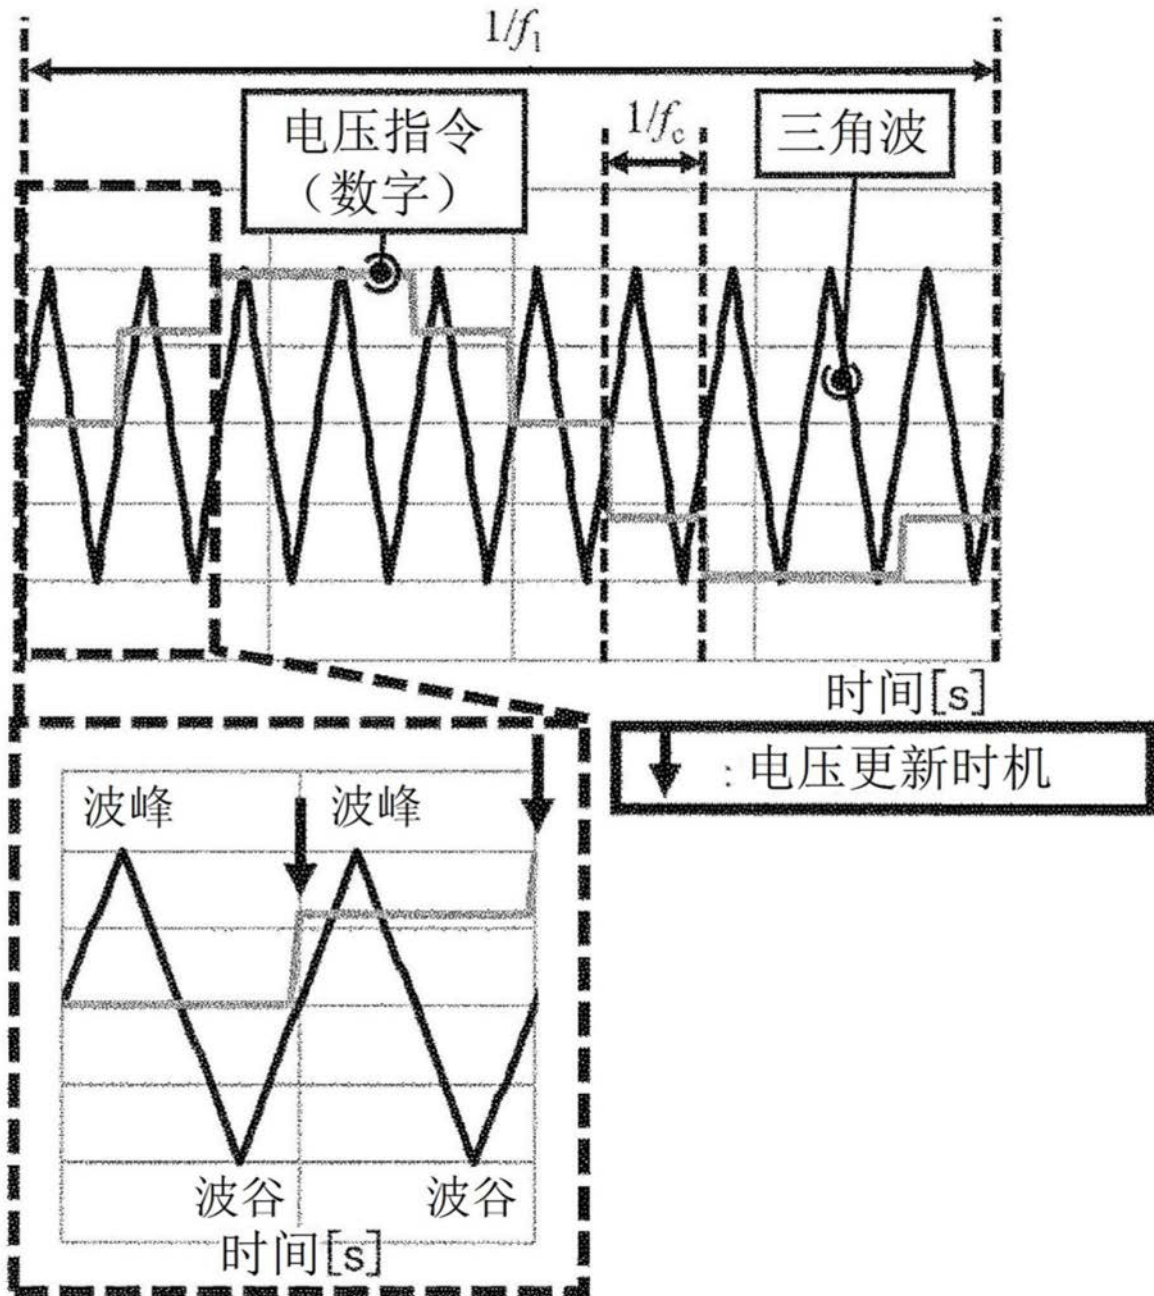 1/f₁
电压指令
（数字）
1/f_c
三角波
时间[s]
：电压更新时机
波峰
波峰
波谷
波谷
时间[s]